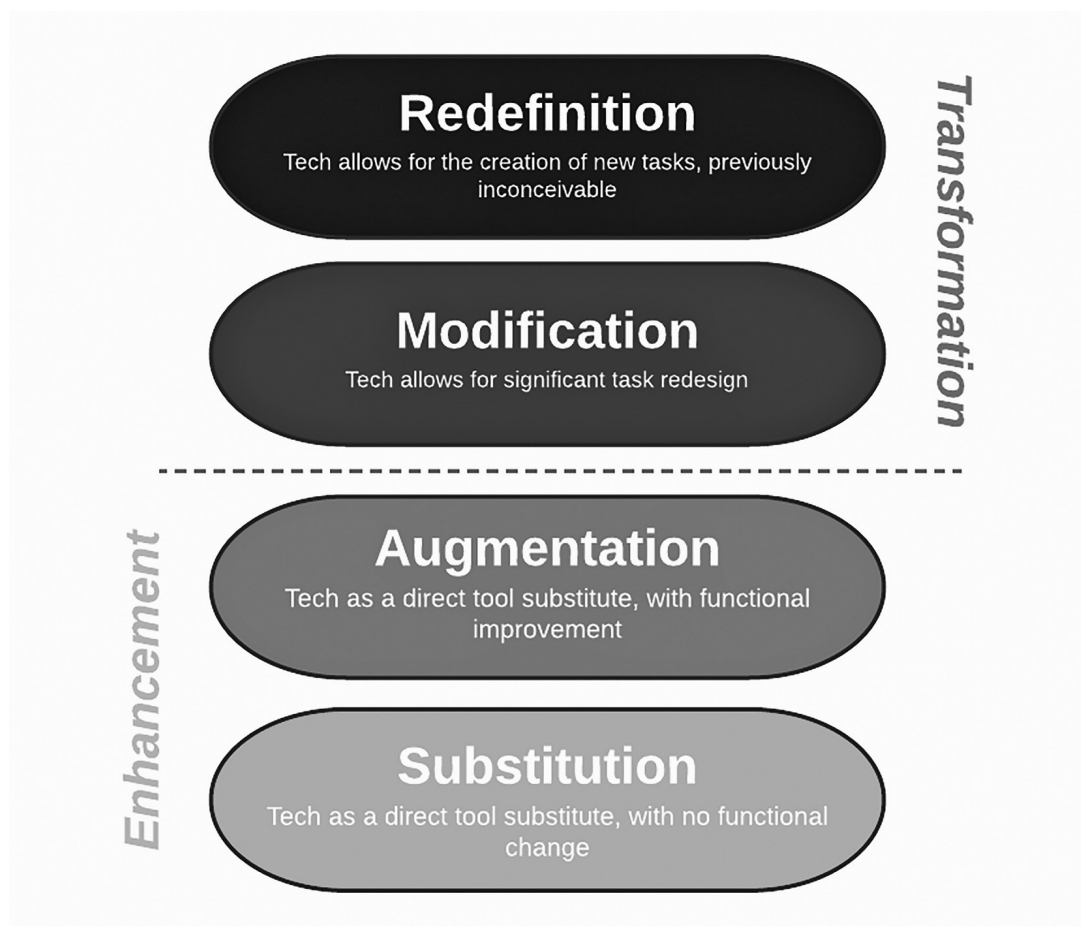 Redefinition
Tech allows for the creation of new tasks, previously
inconceivable
Transformation
Modification
Tech allows for significant task redesign
Enhancement
Augmentation
Tech as a direct tool substitute, with functional
improvement
Substitution
Tech as a direct tool substitute, with no functional
change